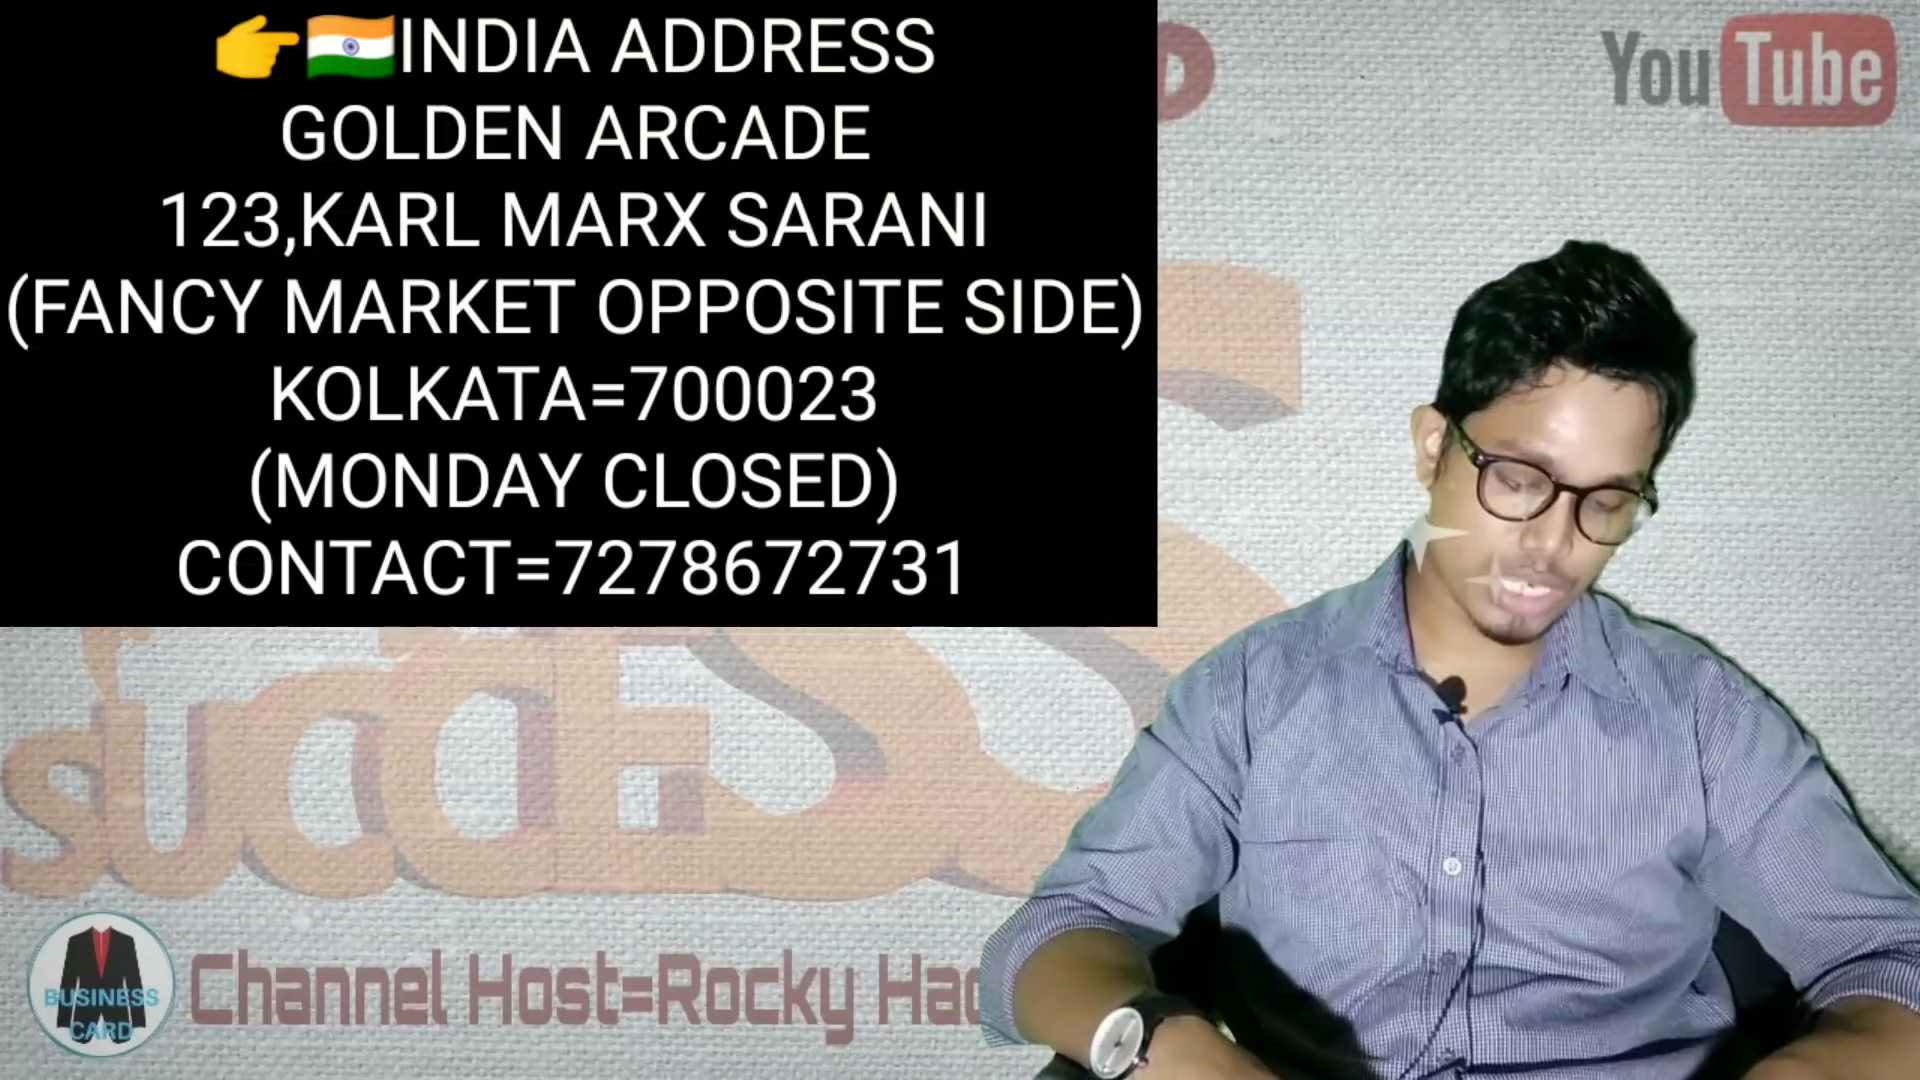 👉🇮🇳INDIA ADDRESS
GOLDEN ARCADE
123,KARL MARX SARANI
(FANCY MARKET OPPOSITE SIDE)
KOLKATA=700023
(MONDAY CLOSED)
CONTACT=7278672731
YouTube
SUCCESS
BUSINESS
CARD
Channel Host=Rocky